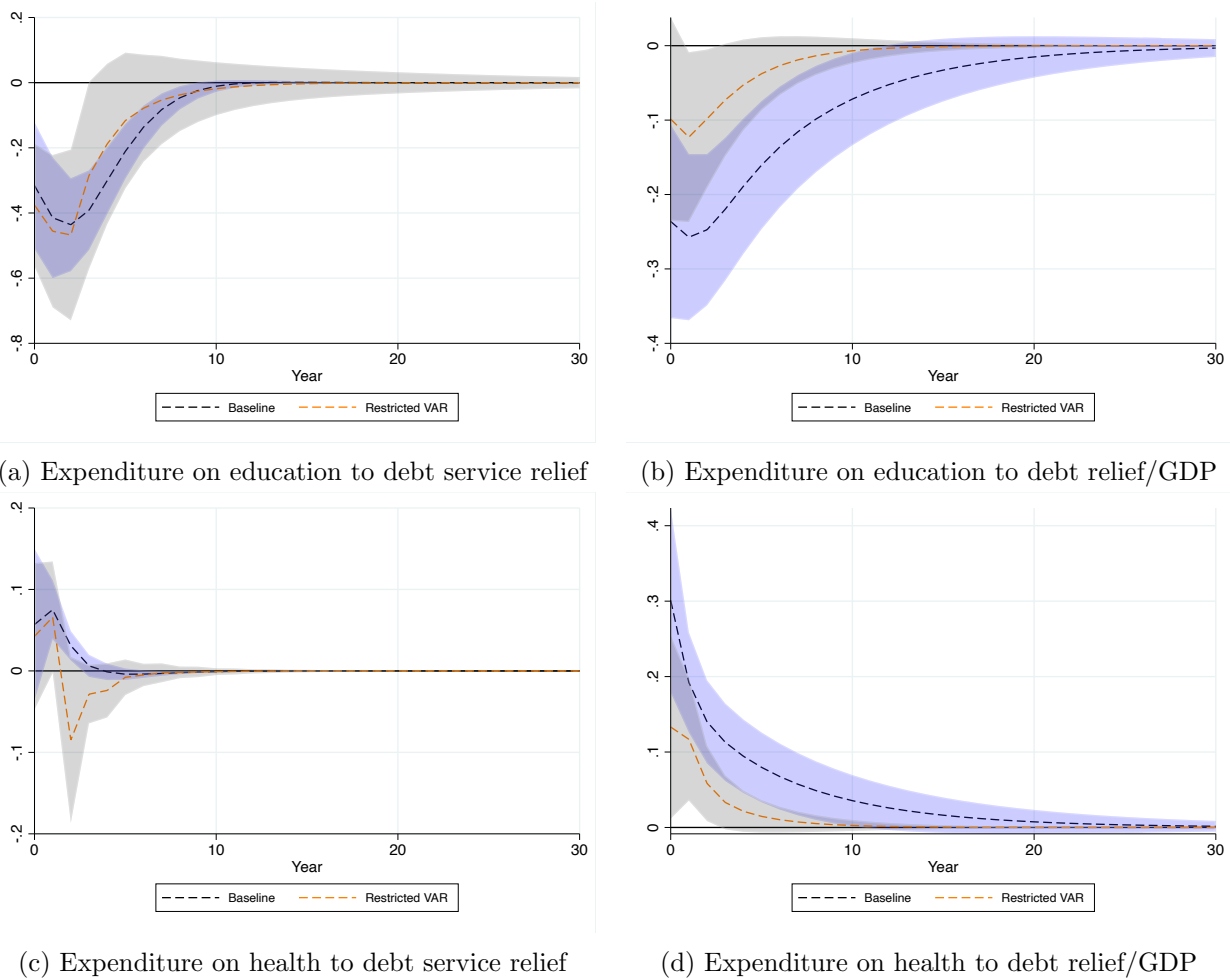 .2
0
-.2
-.4
-.6
-.8
0 10 20 30
Year
Baseline Restricted VAR
0
-.1
-.2
-.3
-.4
0 10 20 30
Year
Baseline Restricted VAR
(a) Expenditure on education to debt service relief
(b) Expenditure on education to debt relief/GDP
.2
.1
0
-.1
-.2
0 10 20 30
Year
Baseline Restricted VAR
.4
.3
.2
.1
0
0 10 20 30
Year
Baseline Restricted VAR
(c) Expenditure on health to debt service relief
(d) Expenditure on health to debt relief/GDP